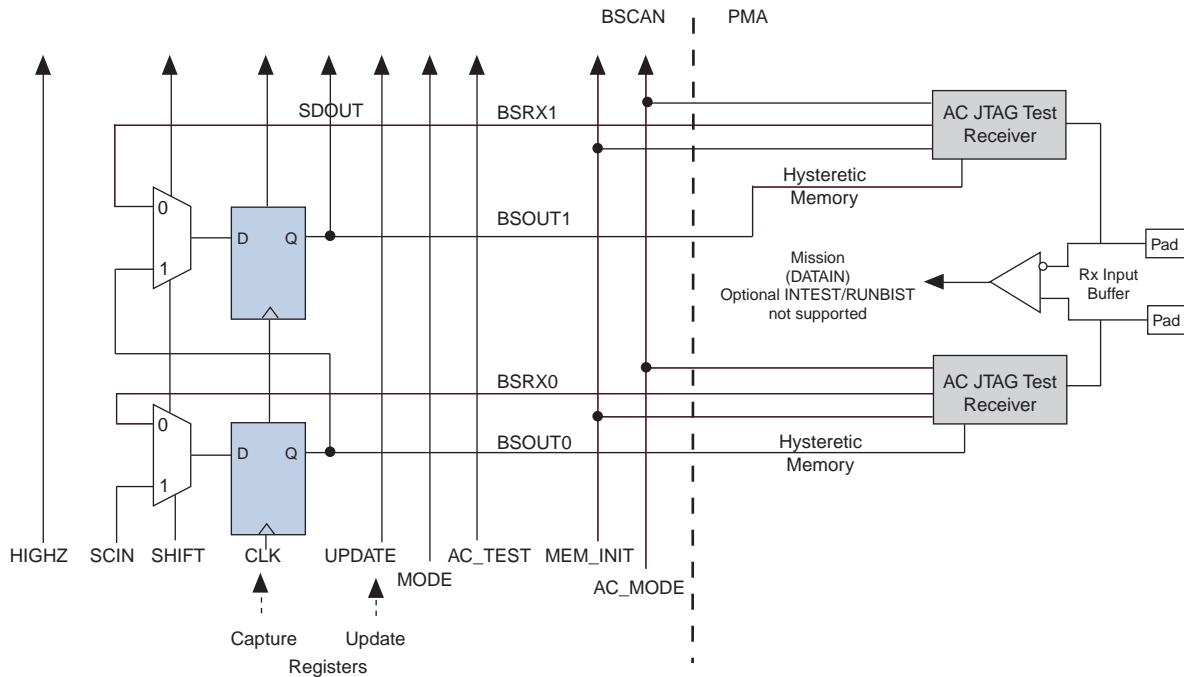 BSCAN
PMA
SDOUT
BSRX1
AC JTAG Test
Receiver
0
Hysteretic
Memory
D
Q
BSOUT1
1
Pad
Mission
(DATAIN)
Optional INTEST/RUNBIST
not supported
Rx Input
Buffer
Pad
BSRX0
AC JTAG Test
Receiver
0
D
Q
BSOUT0
Hysteretic
Memory
1
HIGHZ
SCIN
SHIFT
CLK
UPDATE
MODE
AC_TEST
MEM_INIT
AC_MODE
Capture
Update
Registers